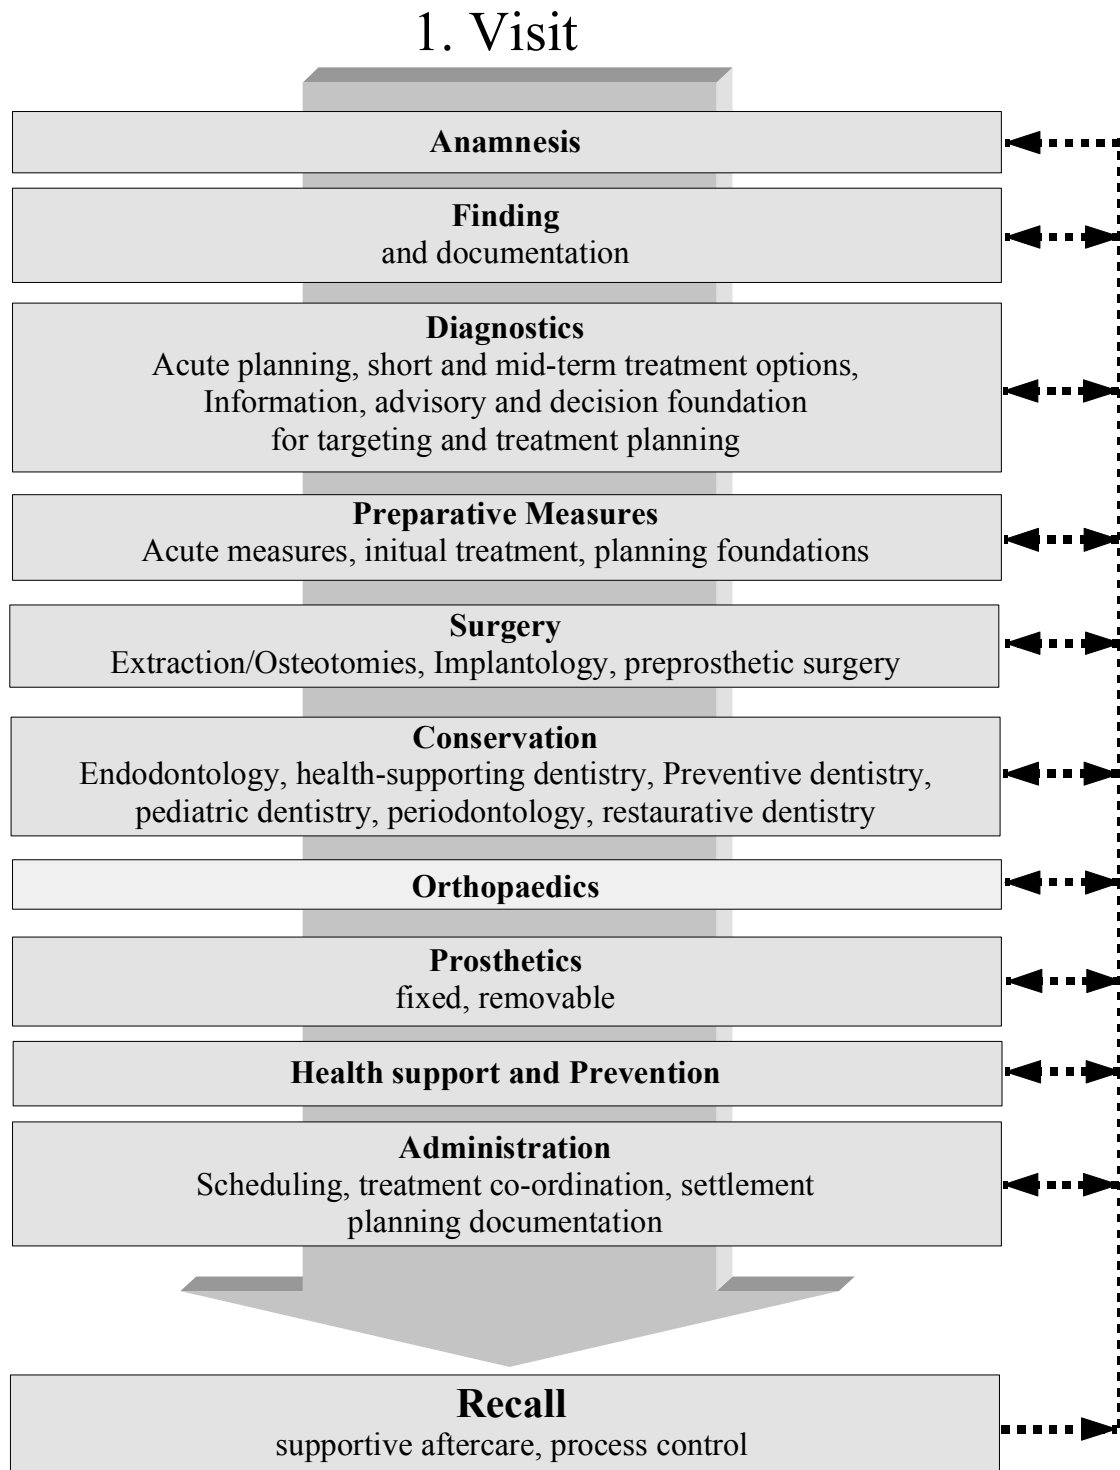 1. Visit
Anamnesis
Finding
and documentation
Diagnostics
Acute planning, short and mid-term treatment options,
Information, advisory and decision foundation
for targeting and treatment planning
Preparative Measures
Acute measures, initual treatment, planning foundations
Surgery
Extraction/Osteotomies, Implantology, preprosthetic surgery
Conservation
Endodontology, health-supporting dentistry, Preventive dentistry,
pediatric dentistry, periodontology, restaurative dentistry
Orthopaedics
Prosthetics
fixed, removable
Health support and Prevention
Administration
Scheduling, treatment co-ordination, settlement
planning documentation
Recall
supportive aftercare, process control